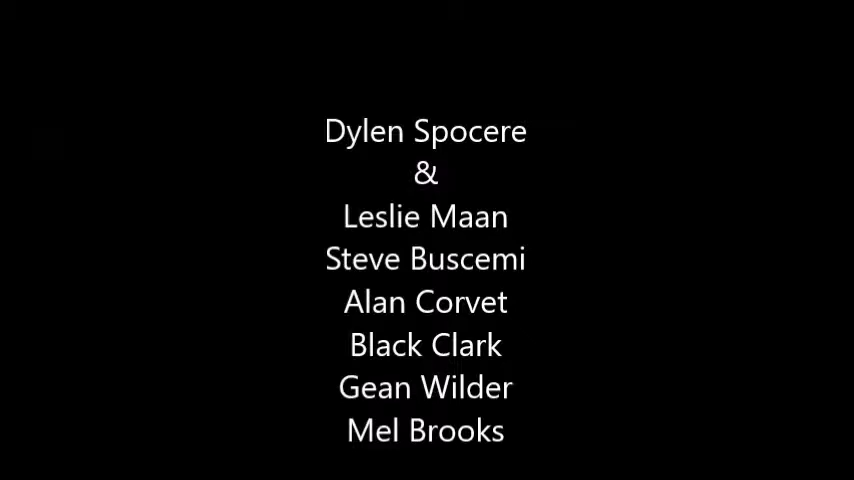 Dylen Spocere
&
Leslie Maan
Steve Buscemi
Alan Corvet
Black Clark
Gean Wilder
Mel Brooks